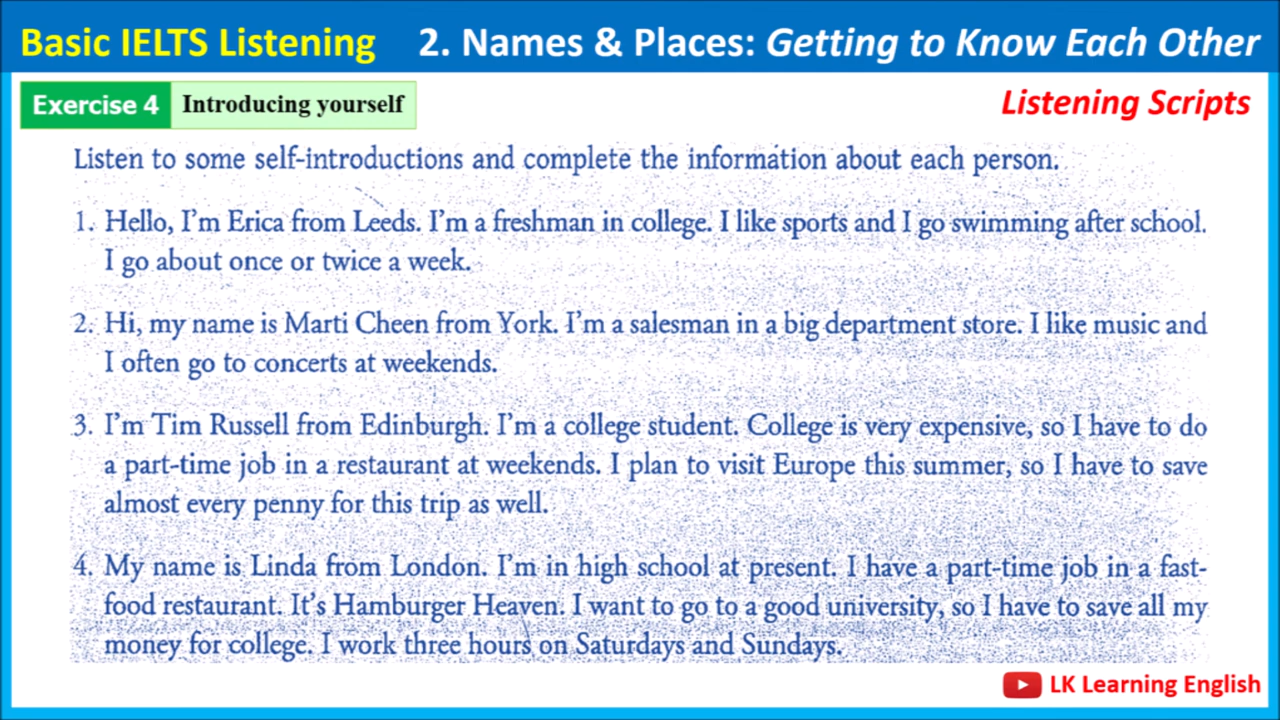 Basic IELTS Listening 2. Names & Places: Getting to Know Each Other
Exercise 4 Introducing yourself
Listening Scripts
Listen to some self-introductions and complete the information about each person.
1. Hello, I'm Erica from Leeds. I'm a freshman in college. I like sports and I go swimming after school.
I go about once or twice a week.
2. Hi, my name is Marti Cheen from York. I'm a salesman in a big department store. I like music and
I often go to concerts at weekends.
3. I'm Tim Russell from Edinburgh. I'm a college student. College is very expensive, so I have to do
a part-time job in a restaurant at weekends. I plan to visit Europe this summer, so I have to save
almost every penny for this trip as well.
4. My name is Linda from London. I'm in high school at present. I have a part-time job in a fast-
food restaurant. It's Hamburger Heaven. I want to go to a good university, so I have to save all my
money for college. I work three hours on Saturdays and Sundays.
LK Learning English